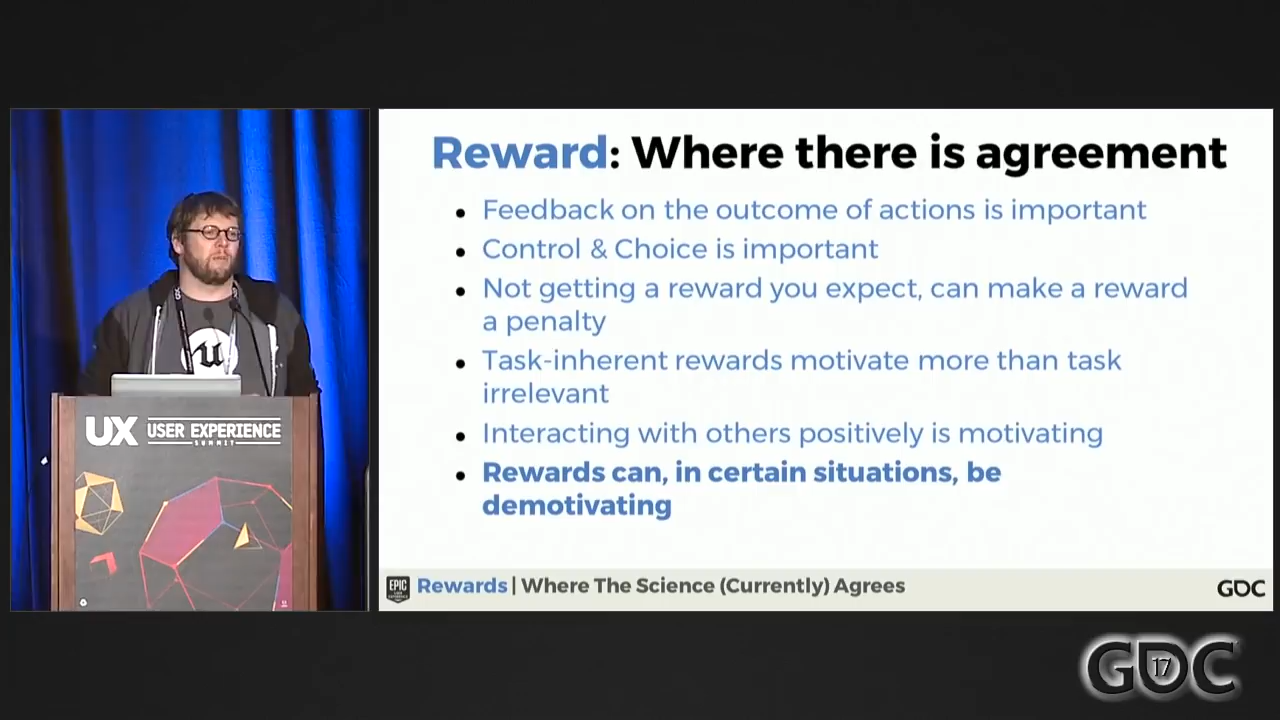 Reward: Where there is agreement
• Feedback on the outcome of actions is important
• Control & Choice is important
• Not getting a reward you expect, can make a reward
a penalty
• Task-inherent rewards motivate more than task
irrelevant
• Interacting with others positively is motivating
• Rewards can, in certain situations, be
demotivating
EPIC
Rewards | Where The Science (Currently) Agrees
GDC
UX USER EXPERIENCE
SUMMIT
GDC
17